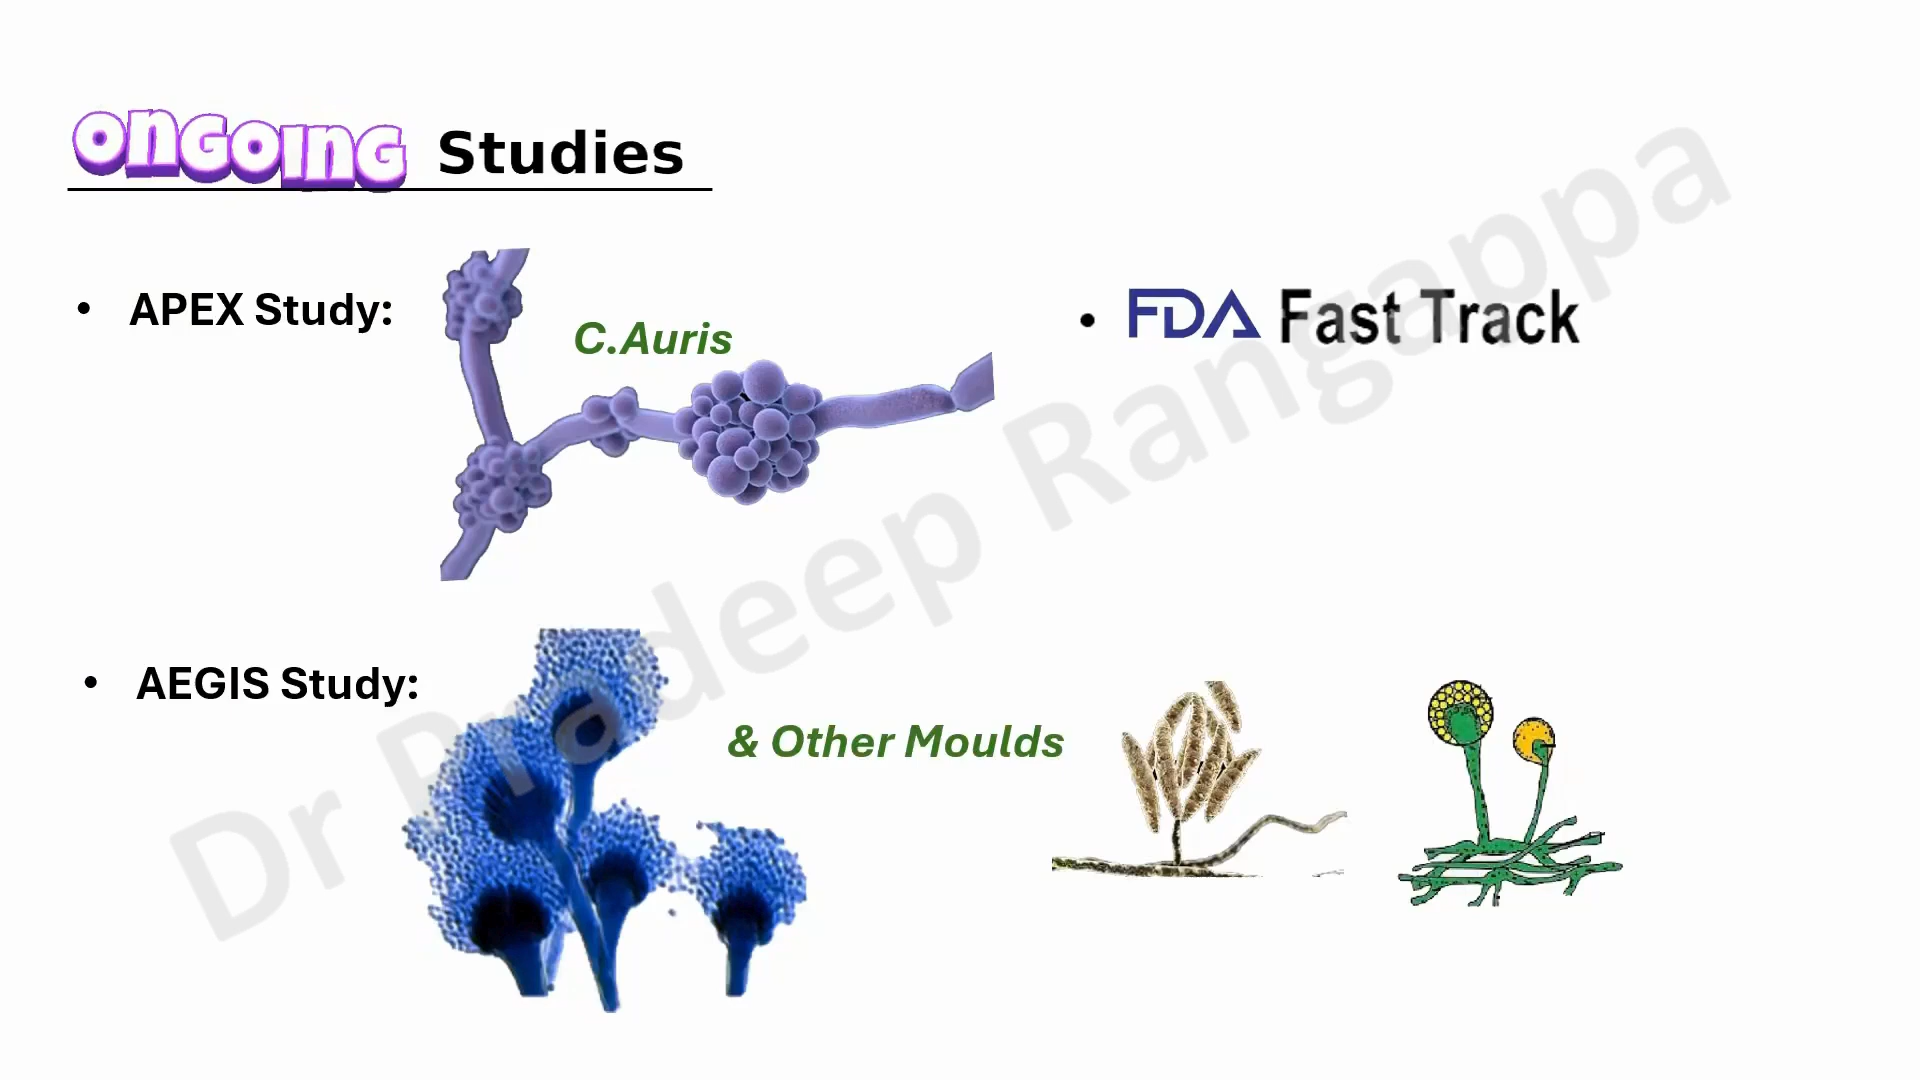 ONGOING Studies
• APEX Study:
C.Auris
• FDA Fast Track
• AEGIS Study:
& Other Moulds
Dr Pradeep Rangappa